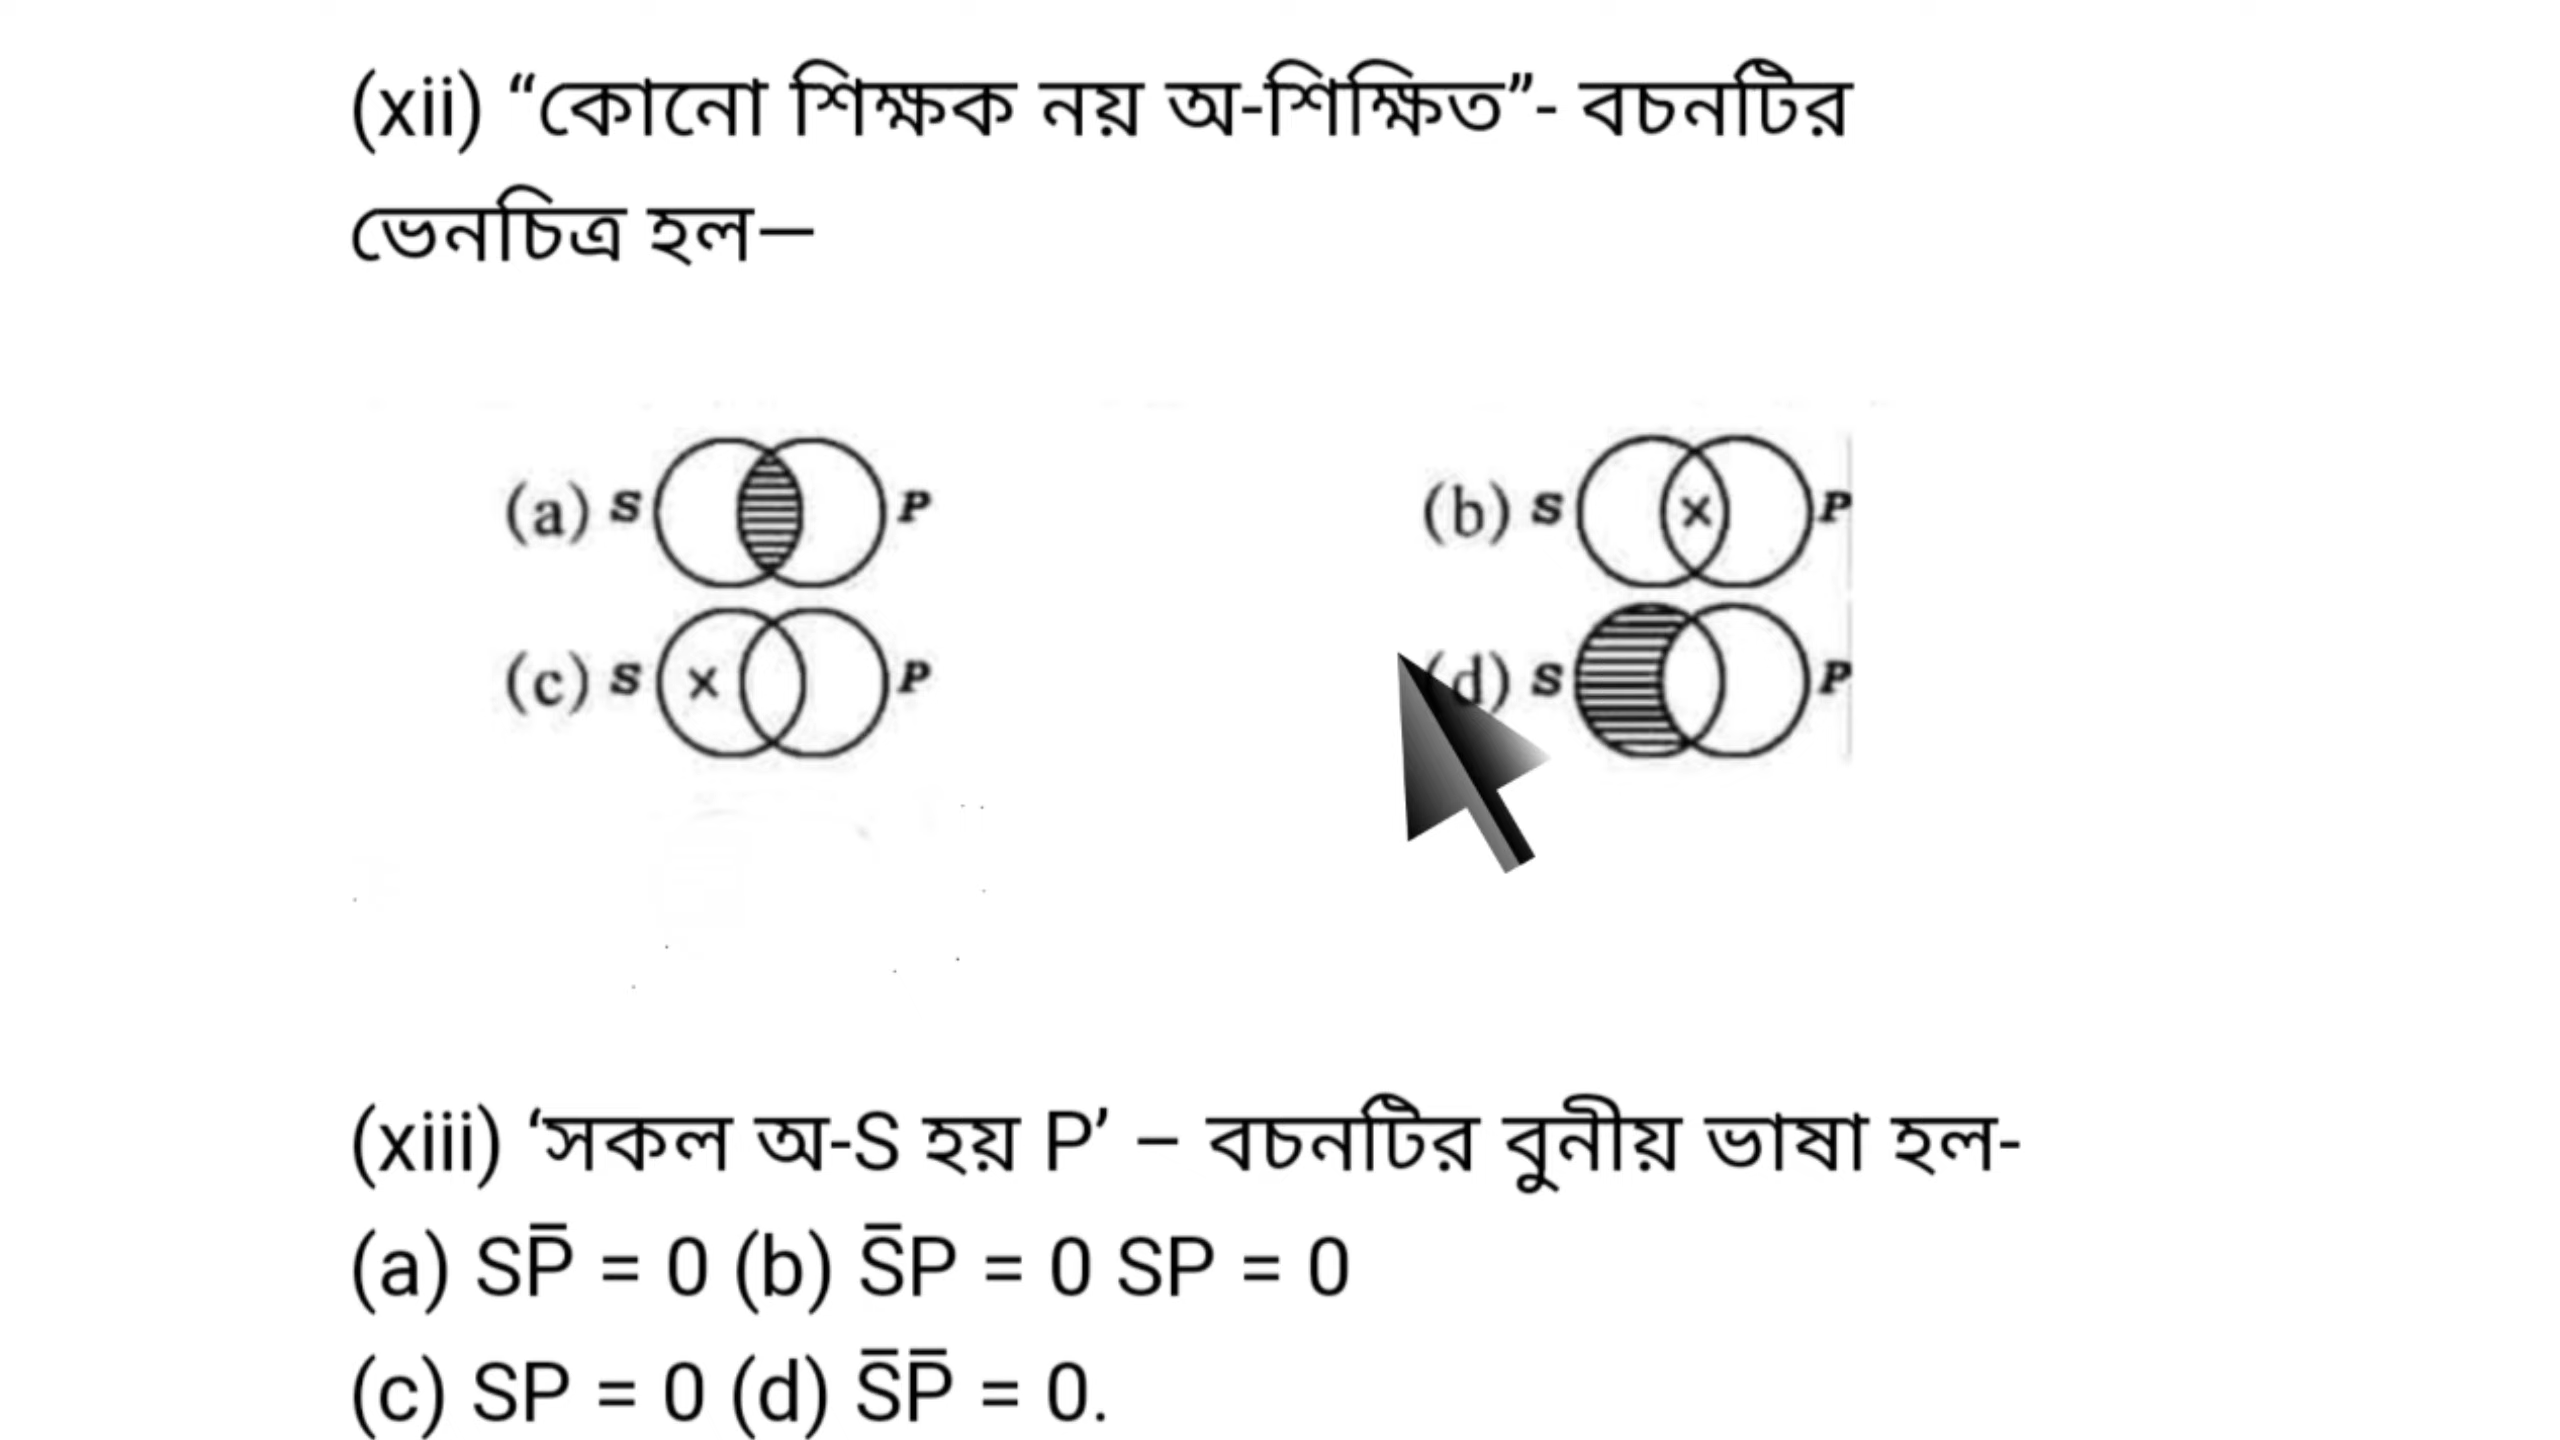 (xii) “কোনো শিক্ষক নয় অ-শিক্ষিত”- বচনটির
ভেনচিত্র হল—
(a) S P (b) S × P
(c) S × P (d) S P
(xiii) ‘সকল অ-S হয় P’ – বচনটির বুনীয় ভাষা হল-
(a) SP̅ = 0 (b) S̅P = 0 SP = 0
(c) SP = 0 (d) S̅P̅ = 0.